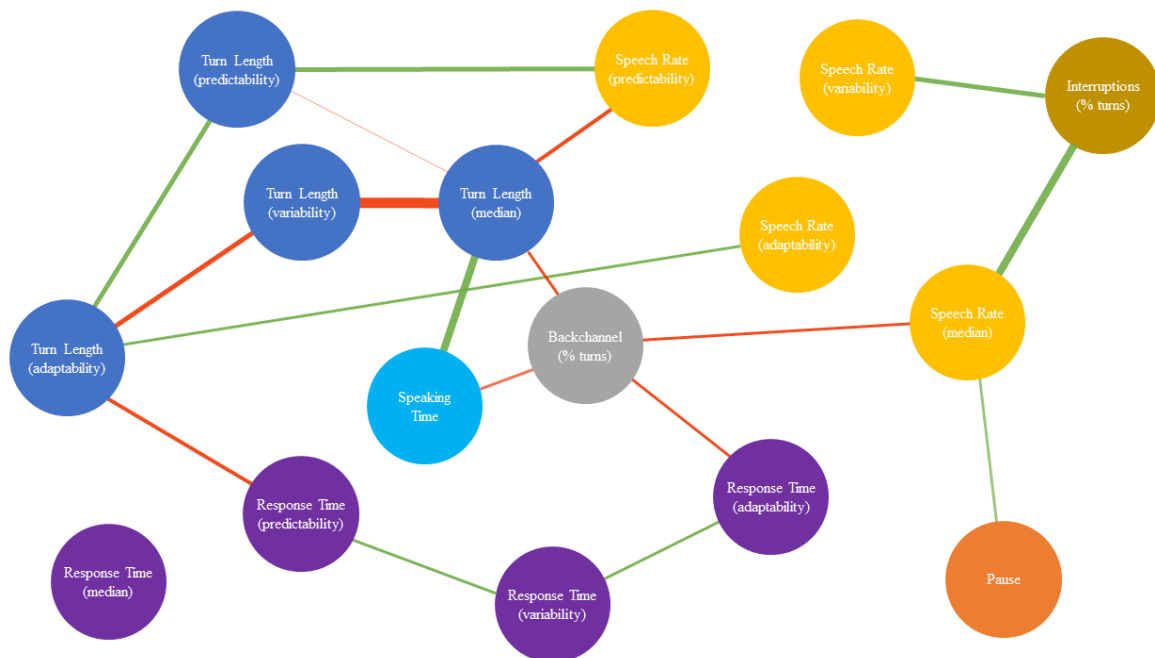 Turn Length
(predictability)
Speech Rate
(predictability)
Speech Rate
(variability)
Interruptions
(% turns)
Turn Length
(variability)
Turn Length
(median)
Speech Rate
(adaptability)
Turn Length
(adaptability)
Backchannel
(% turns)
Speech Rate
(median)
Speaking
Time
Response Time
(predictability)
Response Time
(adaptability)
Response Time
(median)
Response Time
(variability)
Pause